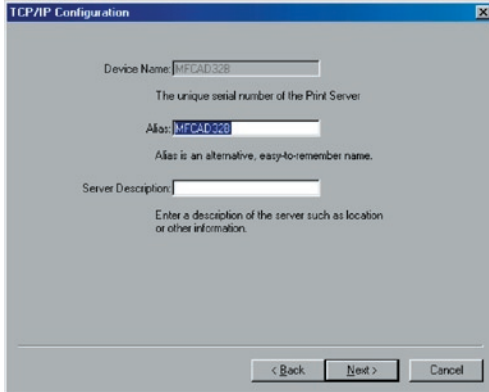 TCP/IP Configuration
Device Name: MFCAD32B
The unique serial number of the Print Server
Alias: MFCAD32B
Alias is an alternative, easy-to-remember name.
Server Description:
Enter a description of the server such as location
or other information.
< Back Next > Cancel